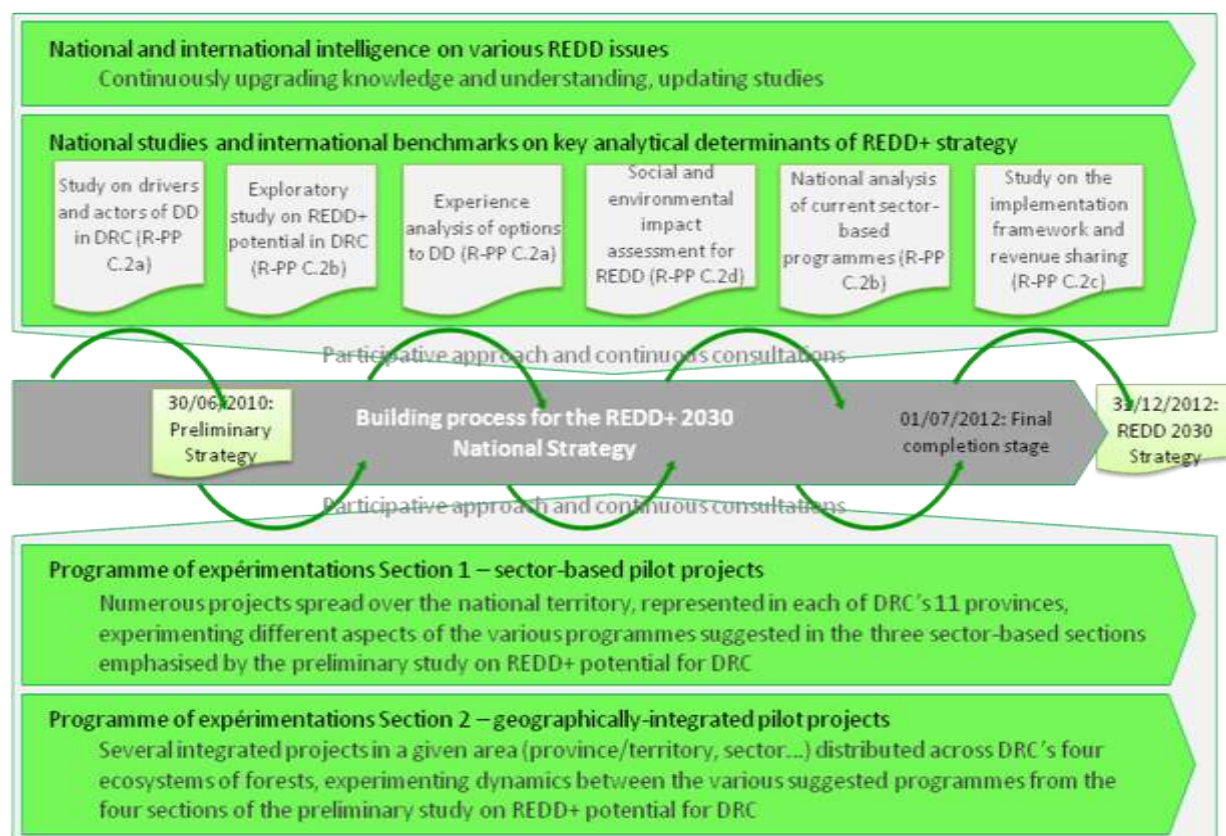 National and international intelligence on various REDD issues
Continuously upgrading knowledge and understanding, updating studies
National studies and international benchmarks on key analytical determinants of REDD+ strategy
Study on drivers
and actors of DD
in DRC (R-PP
C.2a)
Exploratory
study on REDD+
potential in DRC
(R-PP C.2b)
Experience
analysis of options
to DD (R-PP C.2a)
Social and
environmental
impact
assessment for
REDD (R-PP C.2d)
National analysis
of current sector-
based
programmes (R-PP
C.2b)
Study on the
implementation
framework and
revenue sharing
(R-PP C.2c)
Participative approach and continuous consultations
30/06/2010:
Preliminary
Strategy
Building process for the REDD+ 2030
National Strategy
01/07/2012: Final
completion stage
31/12/2012:
REDD 2030
Strategy
Participative approach and continuous consultations
Programme of expérimentations Section 1 – sector-based pilot projects
Numerous projects spread over the national territory, represented in each of DRC's 11 provinces,
experimenting different aspects of the various programmes suggested in the three sector-based sections
emphasised by the preliminary study on REDD+ potential for DRC
Programme of expérimentations Section 2 – geographically-integrated pilot projects
Several integrated projects in a given area (province/territory, sector...) distributed across DRC's four
ecosystems of forests, experimenting dynamics between the various suggested programmes from the
four sections of the preliminary study on REDD+ potential for DRC